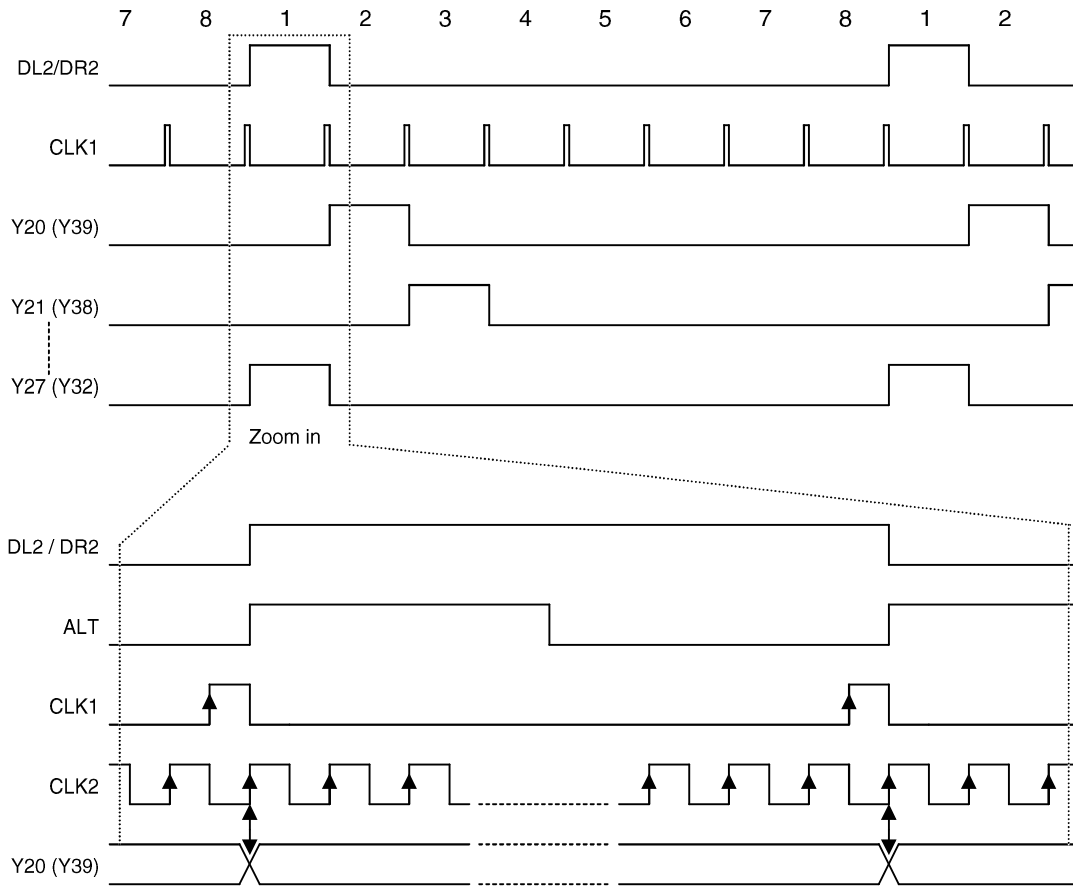 7 8 1 2 3 4 5 6 7 8 1 2
DL2/DR2
CLK1
Y20 (Y39)
Y21 (Y38)
Y27 (Y32)
Zoom in
DL2 / DR2
ALT
CLK1
CLK2
Y20 (Y39)